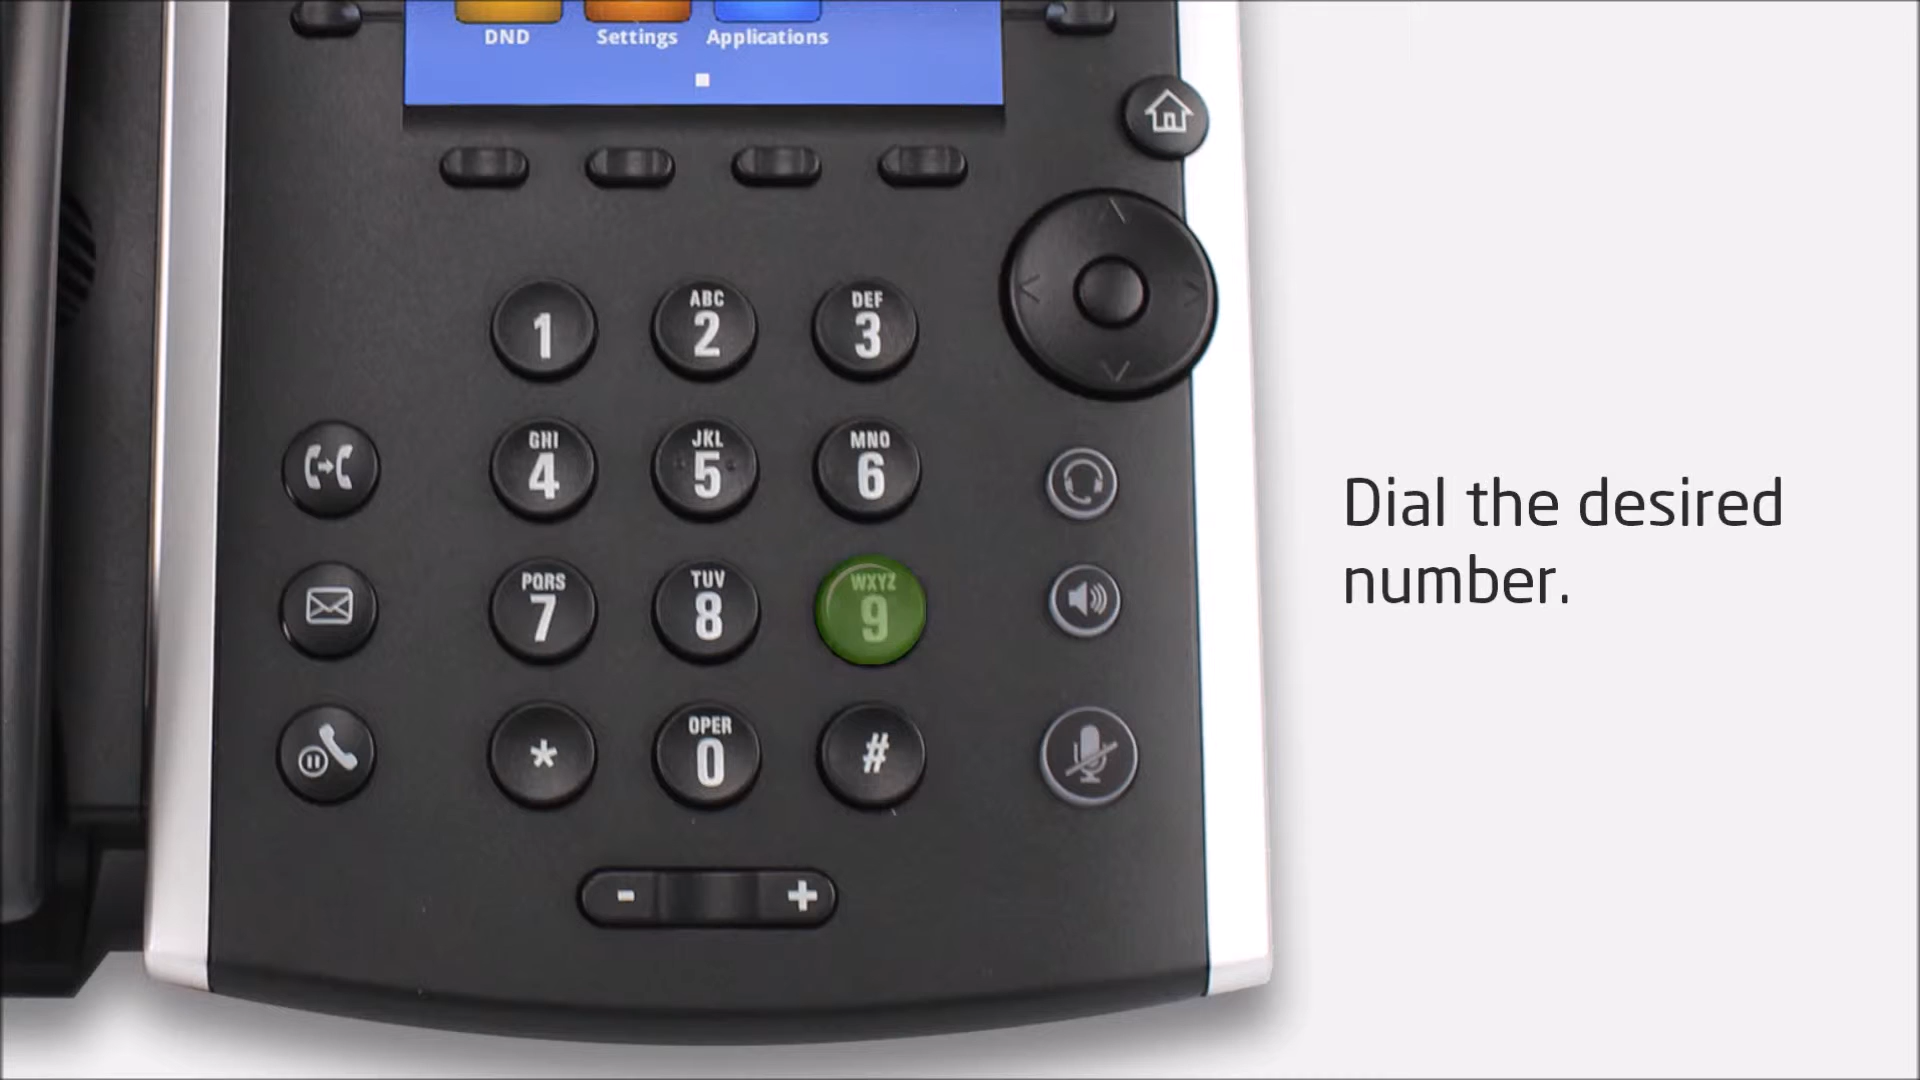 DND Settings Applications
1 ABC 2 DEF 3
GHI 4 JKL 5 MNO 6
PQRS 7 TUV 8 WXYZ 9
* OPER 0 #
- +
Dial the desired
number.